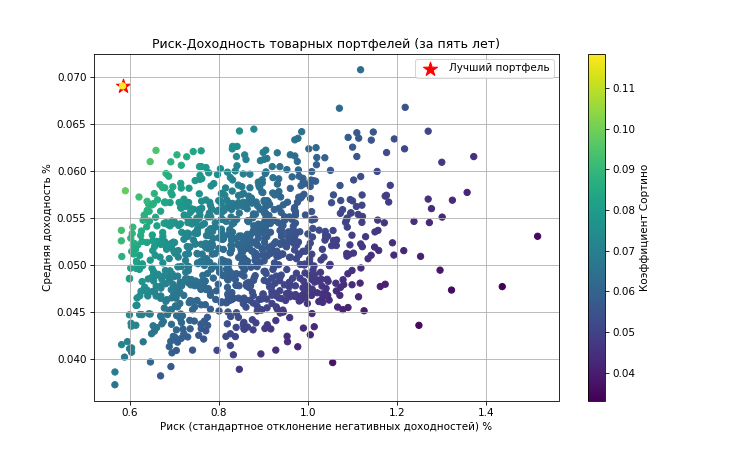 Риск-Доходность товарных портфелей (за пять лет)
Лучший портфель
Средняя доходность %
0.070
0.065
0.060
0.055
0.050
0.045
0.040
0.6 0.8 1.0 1.2 1.4
Риск (стандартное отклонение негативных доходностей) %
0.11
0.10
0.09
0.08
0.07
0.06
0.05
0.04
Коэффициент Сортино